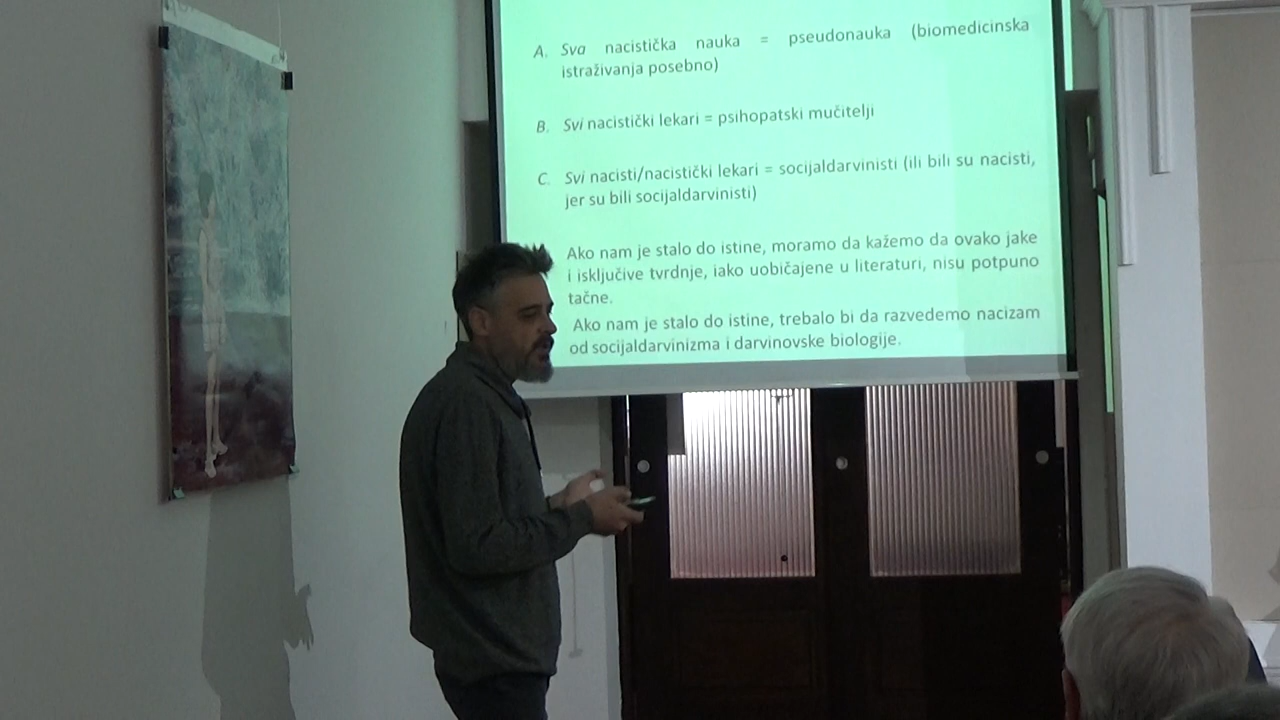 A. Sva nacistička nauka = pseudonauka (biomedicinska
istraživanja posebno)
B. Svi nacistički lekari = psihopatski mučitelji
C. Svi nacisti/nacistički lekari = socijaldarvinisti (ili bili su nacisti,
jer su bili socijaldarvinisti)
Ako nam je stalo do istine, moramo da kažemo da ovako jake
i isključive tvrdnje, iako uobičajene u literaturi, nisu potpuno
tačne.
Ako nam je stalo do istine, trebalo bi da razvedemo nacizam
od socijaldarvinizma i darvinovske biologije.